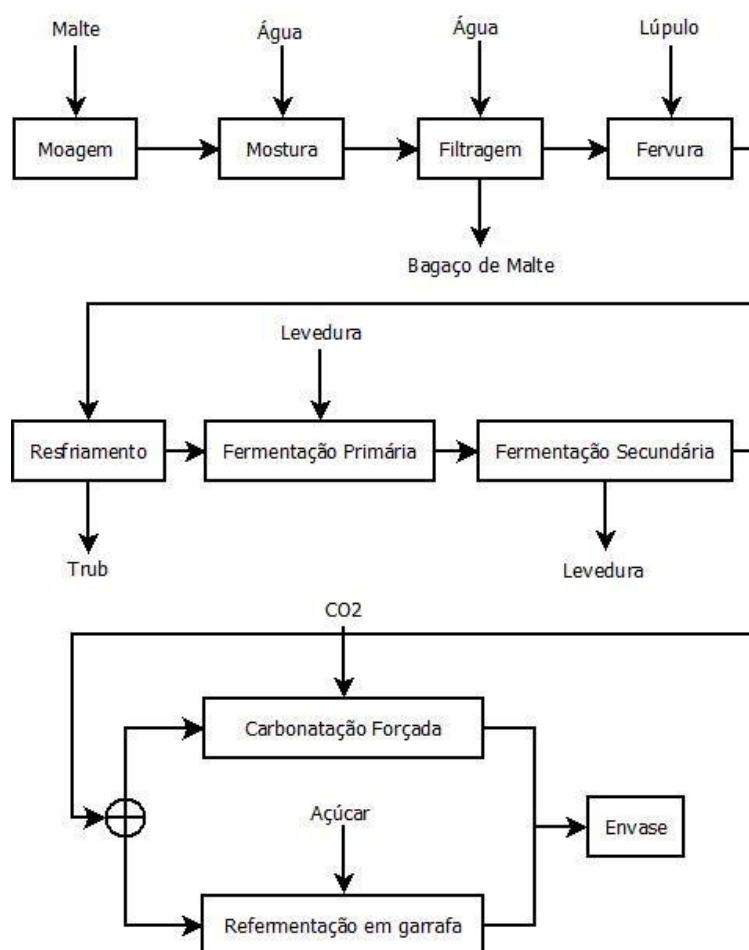 Malte
Água
Água
Lúpulo
Moagem
Mostura
Filtragem
Fervura
Bagaço de Malte
Levedura
Resfriamento
Fermentação Primária
Fermentação Secundária
Trub
Levedura
CO2
Carbonatação Forçada
Açúcar
Envase
Refermentação em garrafa